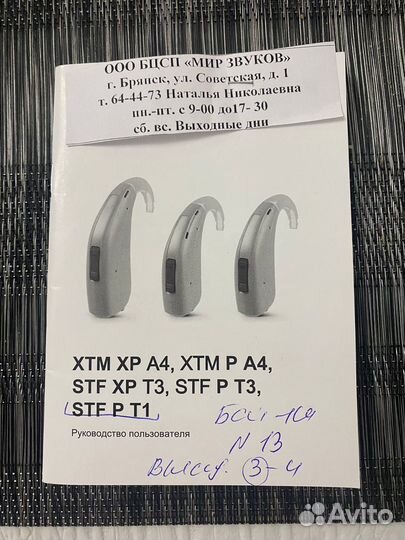 ООО БЦСП «МИР ЗВУКОВ»
г. Брянск, ул. Советская, д. 1
т. 64-44-73 Наталья Николаевна
пн.-пт. с 9-00 до17- 30
сб. вс. Выходные дни
XTM XP A4, XTM P A4,
STF XP T3, STF P T3,
STF P T1
Руководство пользователя
N 13
3-4
Avito